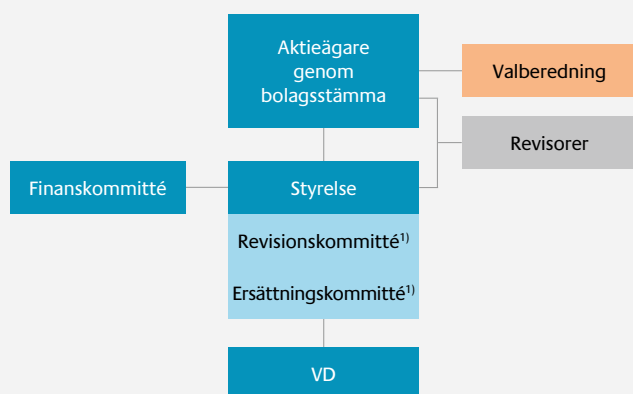 Aktieägare
genom
bolagsstämma
Valberedning
Revisorer
Finanskommitté
Styrelse
Revisionskommitté¹⁾
Ersättningskommitté¹⁾
VD